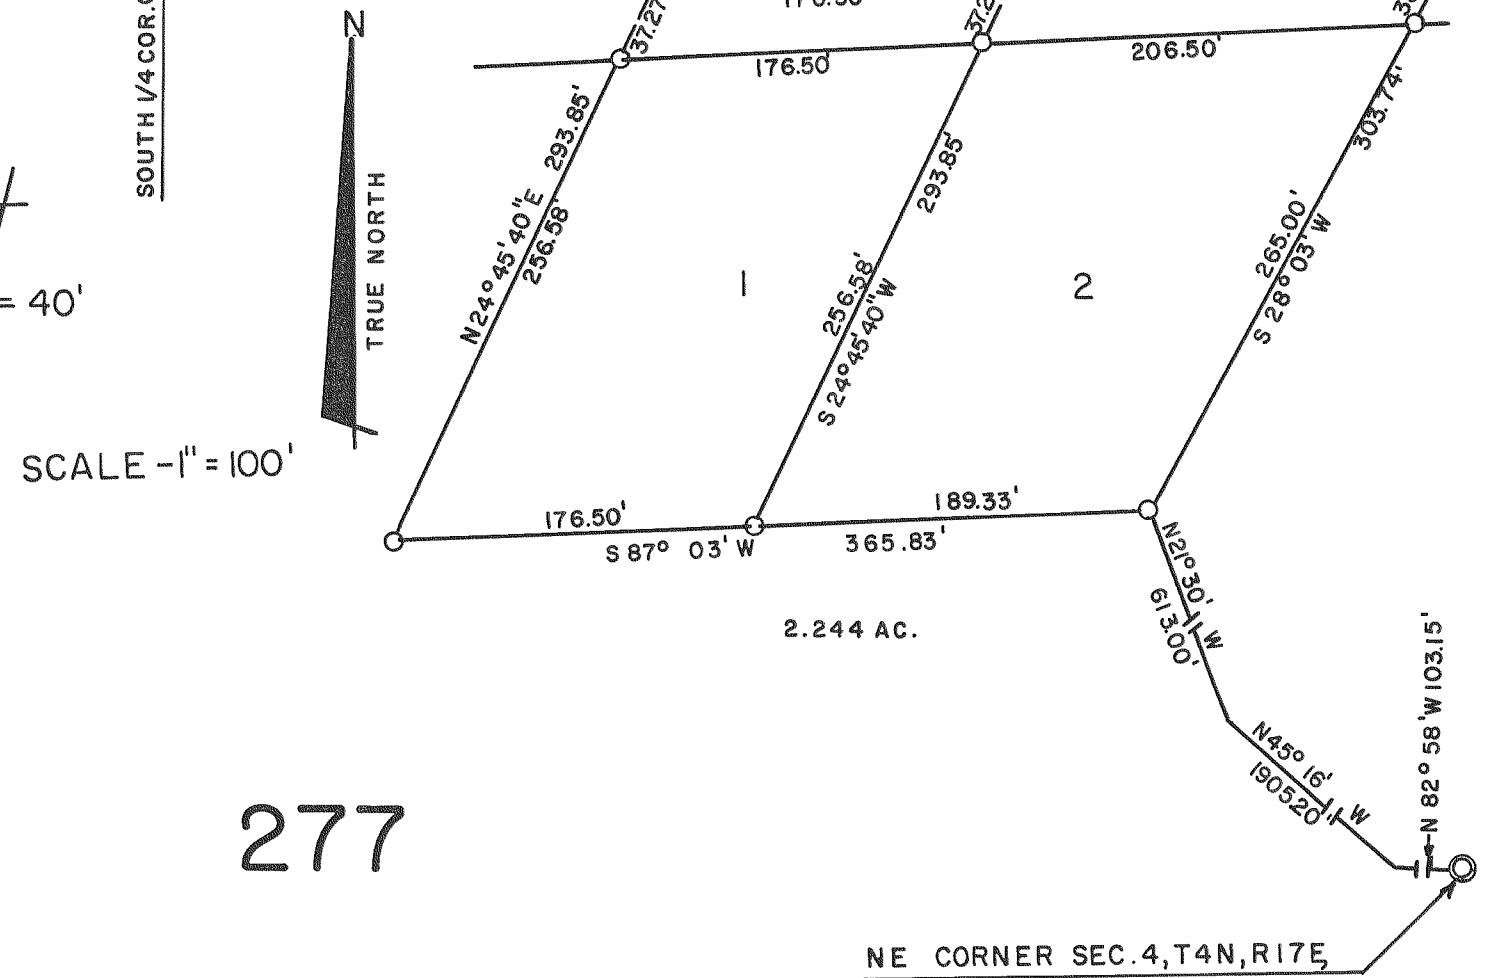 SOUTH 1/4 COR.
N
TRUE NORTH
= 40'
SCALE - 1" = 100'
37.27
176.50'
206.50'
N 24° 45' 40" E 293.85'
256.58'
293.85'
256.58'
S 24° 45' 40" W
303.74'
265.00'
S 28° 03' W
1
2
176.50'
189.33'
S 87° 03' W
365.83'
2.244 AC.
N 21° 30' W
613.00'
N 45° 16' W
1905.20'
N 82° 58' W 103.15'
277
NE CORNER SEC. 4, T4N, R17E,